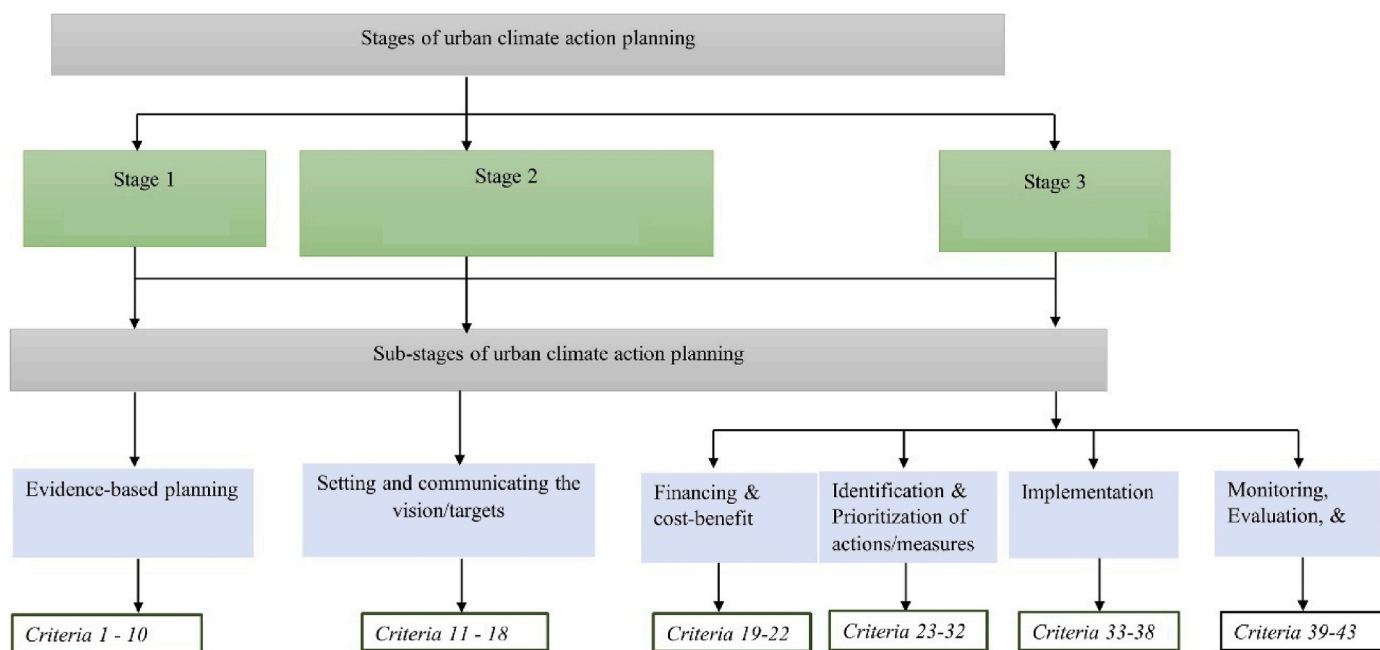 Stages of urban climate action planning
Stage 1
Stage 2
Stage 3
Sub-stages of urban climate action planning
Evidence-based planning
Setting and communicating the
vision/targets
Financing &
cost-benefit
Identification &
Prioritization of
actions/measures
Implementation
Monitoring,
Evaluation, &
Criteria 1 - 10
Criteria 11 - 18
Criteria 19-22
Criteria 23-32
Criteria 33-38
Criteria 39-43